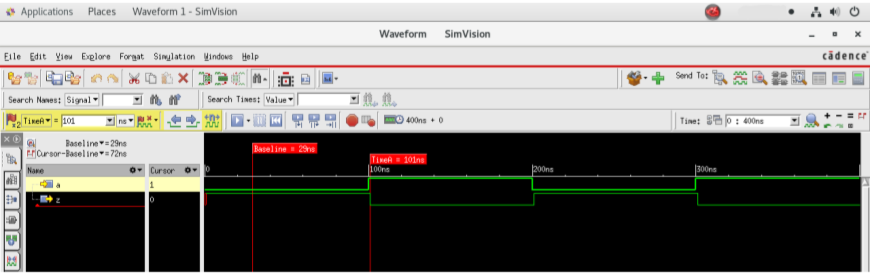 Applications Places Waveform 1 - SimVision
Waveform SimVision
File Edit View Explore Format Simulation Windows Help cādence
Send To:
Search Names: Signal Search Times: Value
TimeA = 101 ns 400ns + 0 Time: 0 : 400ns
Baseline = 29ns
Cursor-Baseline = 72ns
Baseline = 29ns
TimeA = 101ns
Name Cursor 0 100ns 200ns 300ns
a 1
z 0